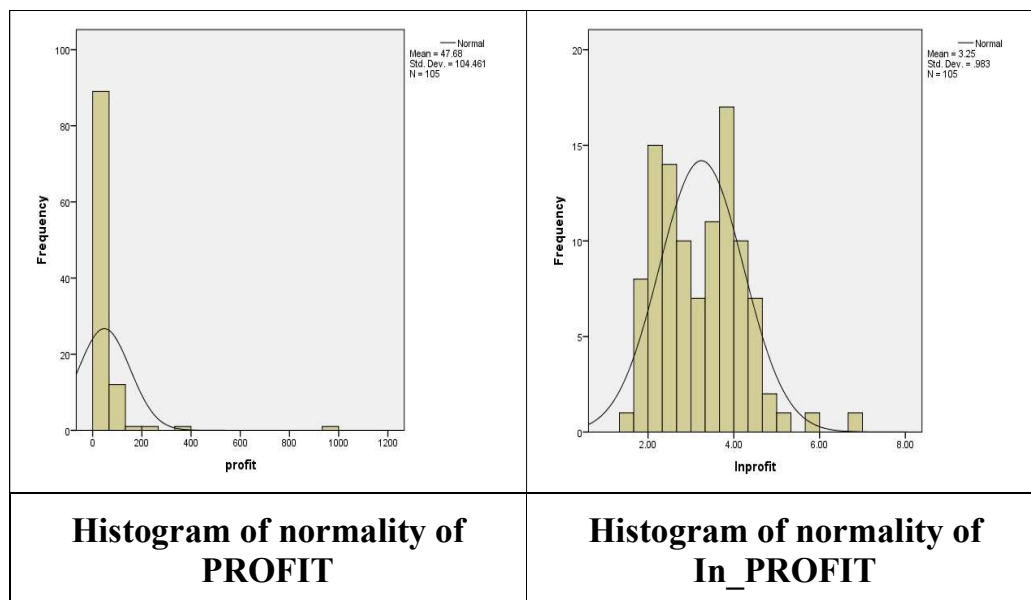 Normal
Mean = 47.68
Std. Dev. = 104.461
N = 105
100
80
60
40
20
0
Frequency
0 200 400 600 800 1000 1200
profit
Normal
Mean = 3.25
Std. Dev. = .983
N = 105
20
15
10
5
0
Frequency
2.00 4.00 6.00 8.00
lnprofit
Histogram of normality of
PROFIT
Histogram of normality of
In_PROFIT